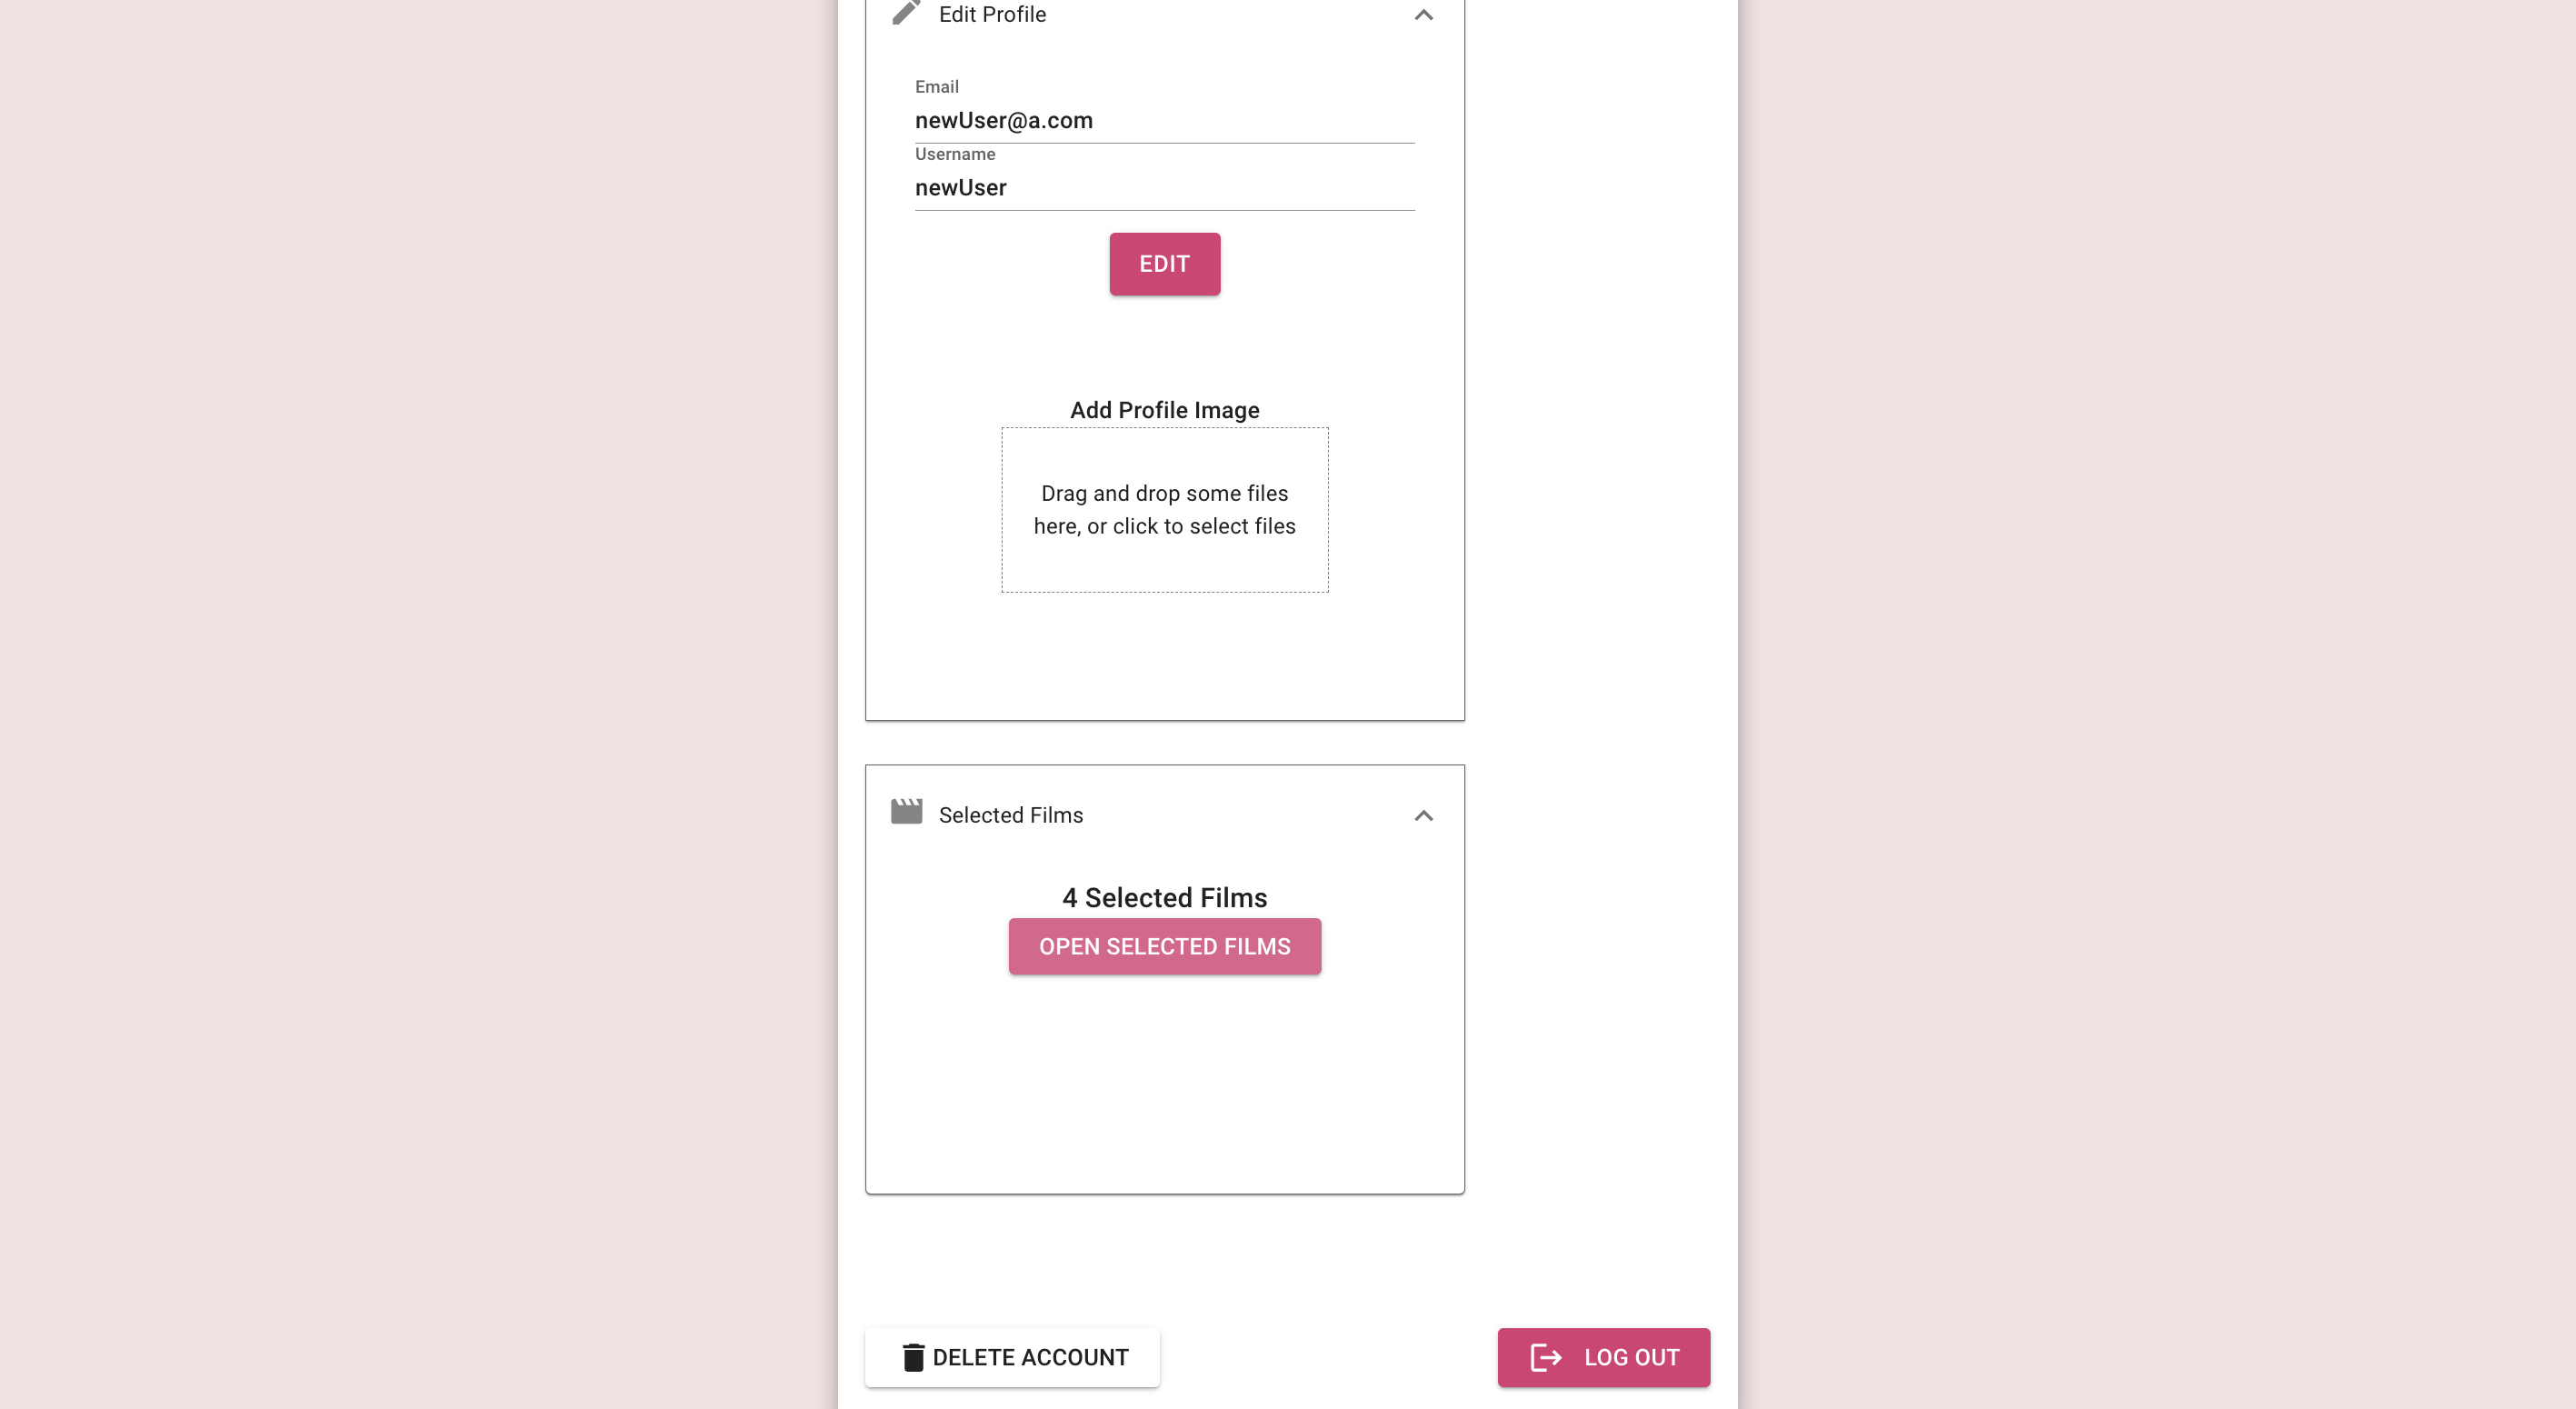 Edit Profile
Email
newUser@a.com
Username
newUser
EDIT
Add Profile Image
Drag and drop some files
here, or click to select files
Selected Films
4 Selected Films
OPEN SELECTED FILMS
DELETE ACCOUNT
LOG OUT